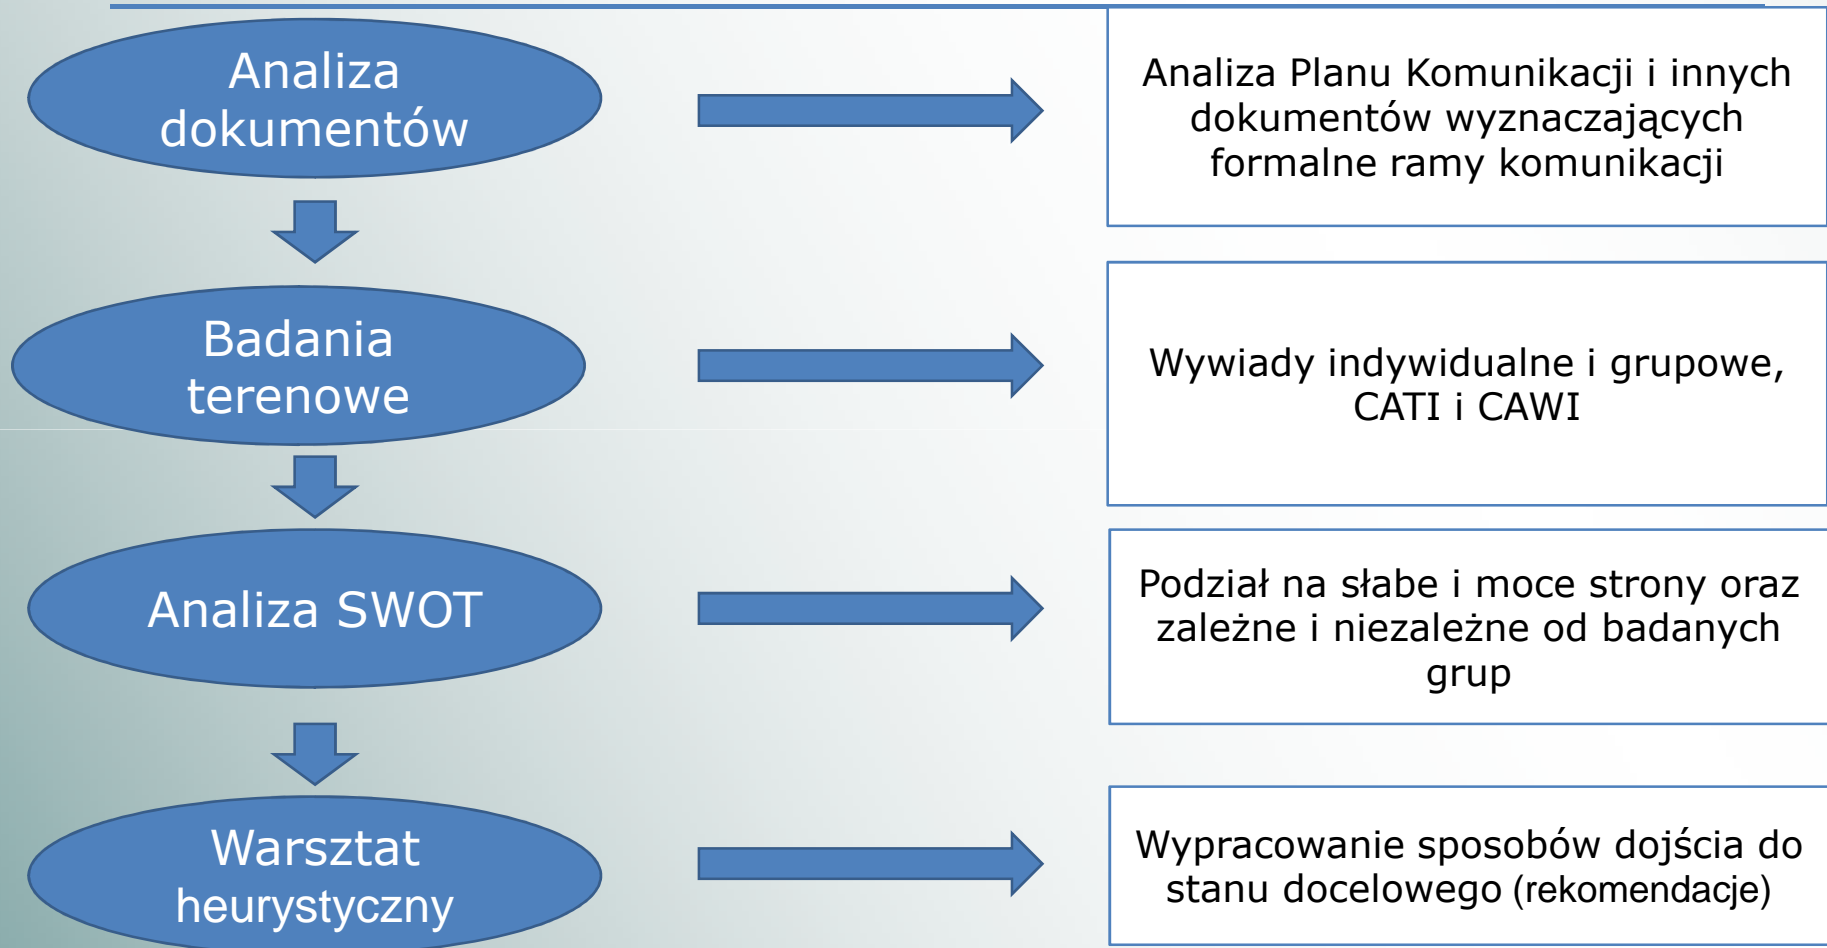 Analiza
dokumentów
Analiza Planu Komunikacji i innych
dokumentów wyznaczających
formalne ramy komunikacji
Badania
terenowe
Wywiady indywidualne i grupowe,
CATI i CAWI
Analiza SWOT
Podział na słabe i moce strony oraz
zależne i niezależne od badanych
grup
Warsztat
heurystyczny
Wypracowanie sposobów dojścia do
stanu docelowego (rekomendacje)